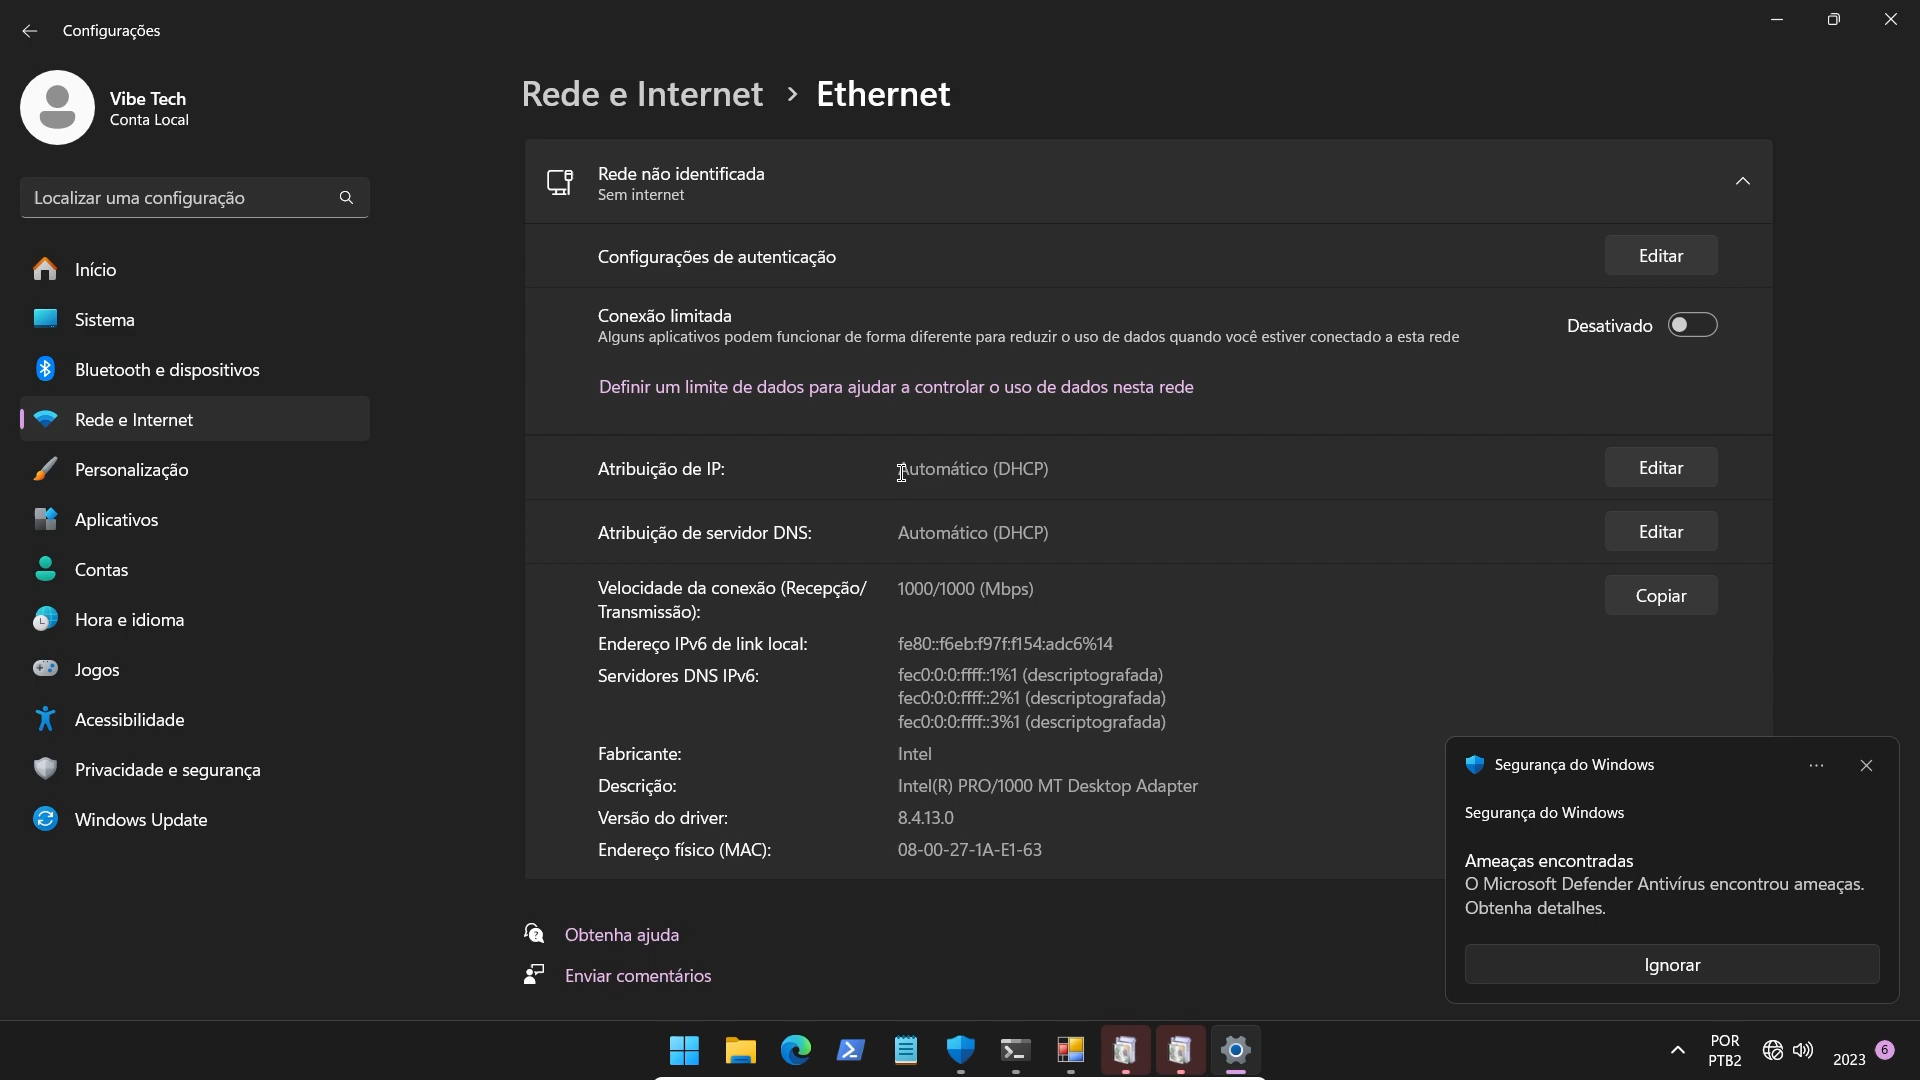 Configurações
Vibe Tech
Conta Local
Localizar uma configuração
Início
Sistema
Bluetooth e dispositivos
Rede e Internet
Personalização
Aplicativos
Contas
Hora e idioma
Jogos
Acessibilidade
Privacidade e segurança
Windows Update
Rede e Internet › Ethernet
Rede não identificada
Sem internet
Configurações de autenticação
Editar
Conexão limitada
Alguns aplicativos podem funcionar de forma diferente para reduzir o uso de dados quando você estiver conectado a esta rede
Desativado
Definir um limite de dados para ajudar a controlar o uso de dados nesta rede
Atribuição de IP: Automático (DHCP)
Editar
Atribuição de servidor DNS: Automático (DHCP)
Editar
Velocidade da conexão (Recepção/ 1000/1000 (Mbps)
Transmissão):
Copiar
Endereço IPv6 de link local: fe80::f6eb:f97f:f154:adc6%14
Servidores DNS IPv6: fec0:0:0:ffff::1%1 (descriptografada)
fec0:0:0:ffff::2%1 (descriptografada)
fec0:0:0:ffff::3%1 (descriptografada)
Fabricante: Intel
Descrição: Intel(R) PRO/1000 MT Desktop Adapter
Versão do driver: 8.4.13.0
Endereço físico (MAC): 08-00-27-1A-E1-63
Obtenha ajuda
Enviar comentários
Segurança do Windows
Segurança do Windows
Ameaças encontradas
O Microsoft Defender Antivírus encontrou ameaças.
Obtenha detalhes.
Ignorar
POR
PTB2
2023
6